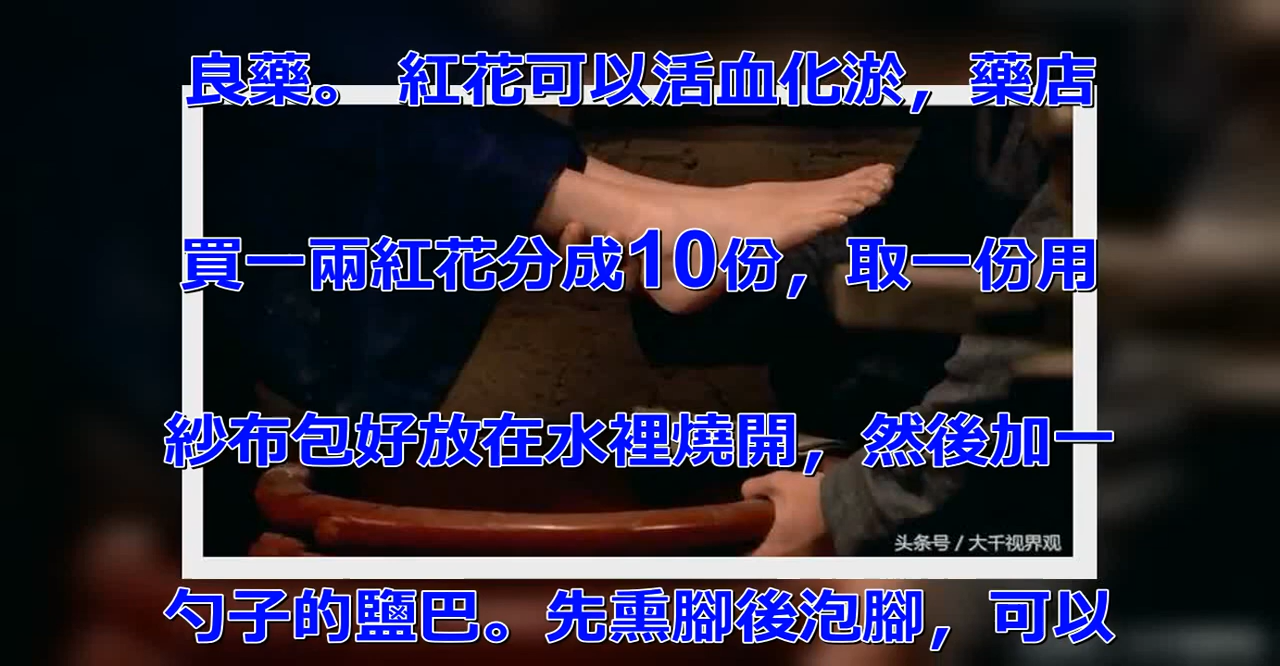 良藥。 紅花可以活血化淤，藥店
買一兩紅花分成10份，取一份用
紗布包好放在水裡燒開，然後加一
头条号 / 大千视界观
勺子的鹽巴。先熏腳後泡腳，可以